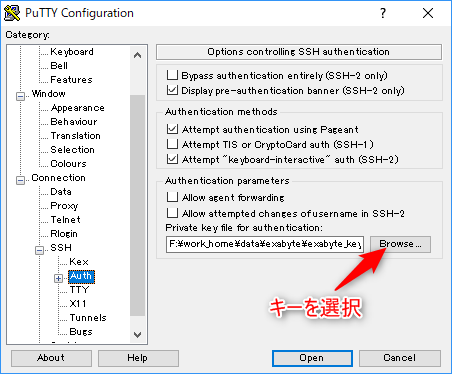 PuTTY Configuration
Category:
Keyboard
Bell
Features
Window
Appearance
Behaviour
Translation
Selection
Colours
Connection
Data
Proxy
Telnet
Rlogin
SSH
Kex
Auth
TTY
X11
Tunnels
Bugs
Options controlling SSH authentication
Bypass authentication entirely (SSH-2 only)
Display pre-authentication banner (SSH-2 only)
Authentication methods
Attempt authentication using Pageant
Attempt TIS or CryptoCard auth (SSH-1)
Attempt "keyboard-interactive" auth (SSH-2)
Authentication parameters
Allow agent forwarding
Allow attempted changes of username in SSH-2
Private key file for authentication:
F:¥work_home¥data¥exabyte¥exabyte_key
Browse...
キーを選択
About
Help
Open
Cancel